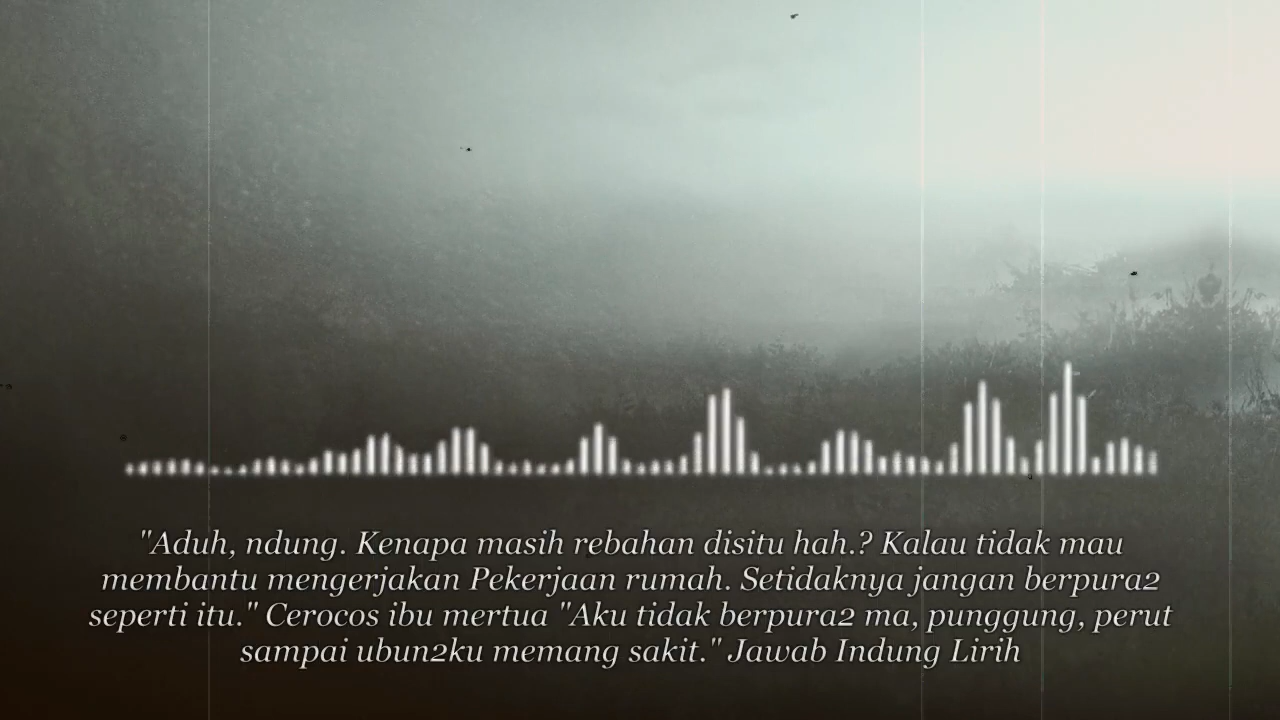 "Aduh, ndung. Kenapa masih rebahan disitu hah.? Kalau tidak mau
membantu mengerjakan Pekerjaan rumah. Setidaknya jangan berpura2
seperti itu." Cerocos ibu mertua "Aku tidak berpura2 ma, punggung, perut
sampai ubun2ku memang sakit." Jawab Indung Lirih